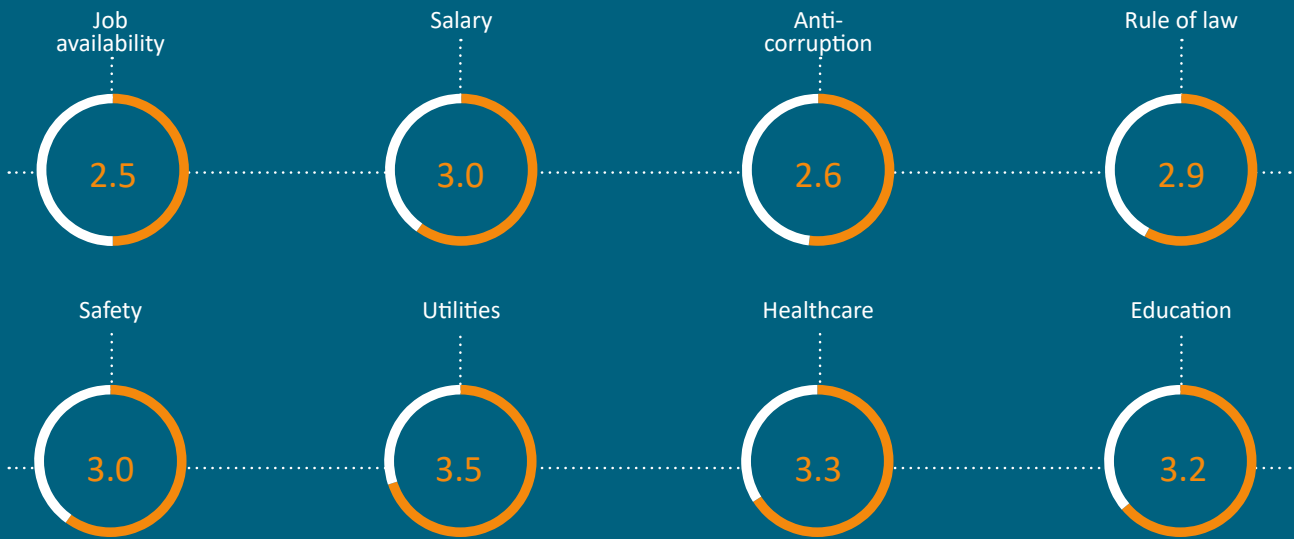 Job
availability
Salary
Anti-
corruption
Rule of law
2.5
3.0
2.6
2.9
Safety
Utilities
Healthcare
Education
3.0
3.5
3.3
3.2